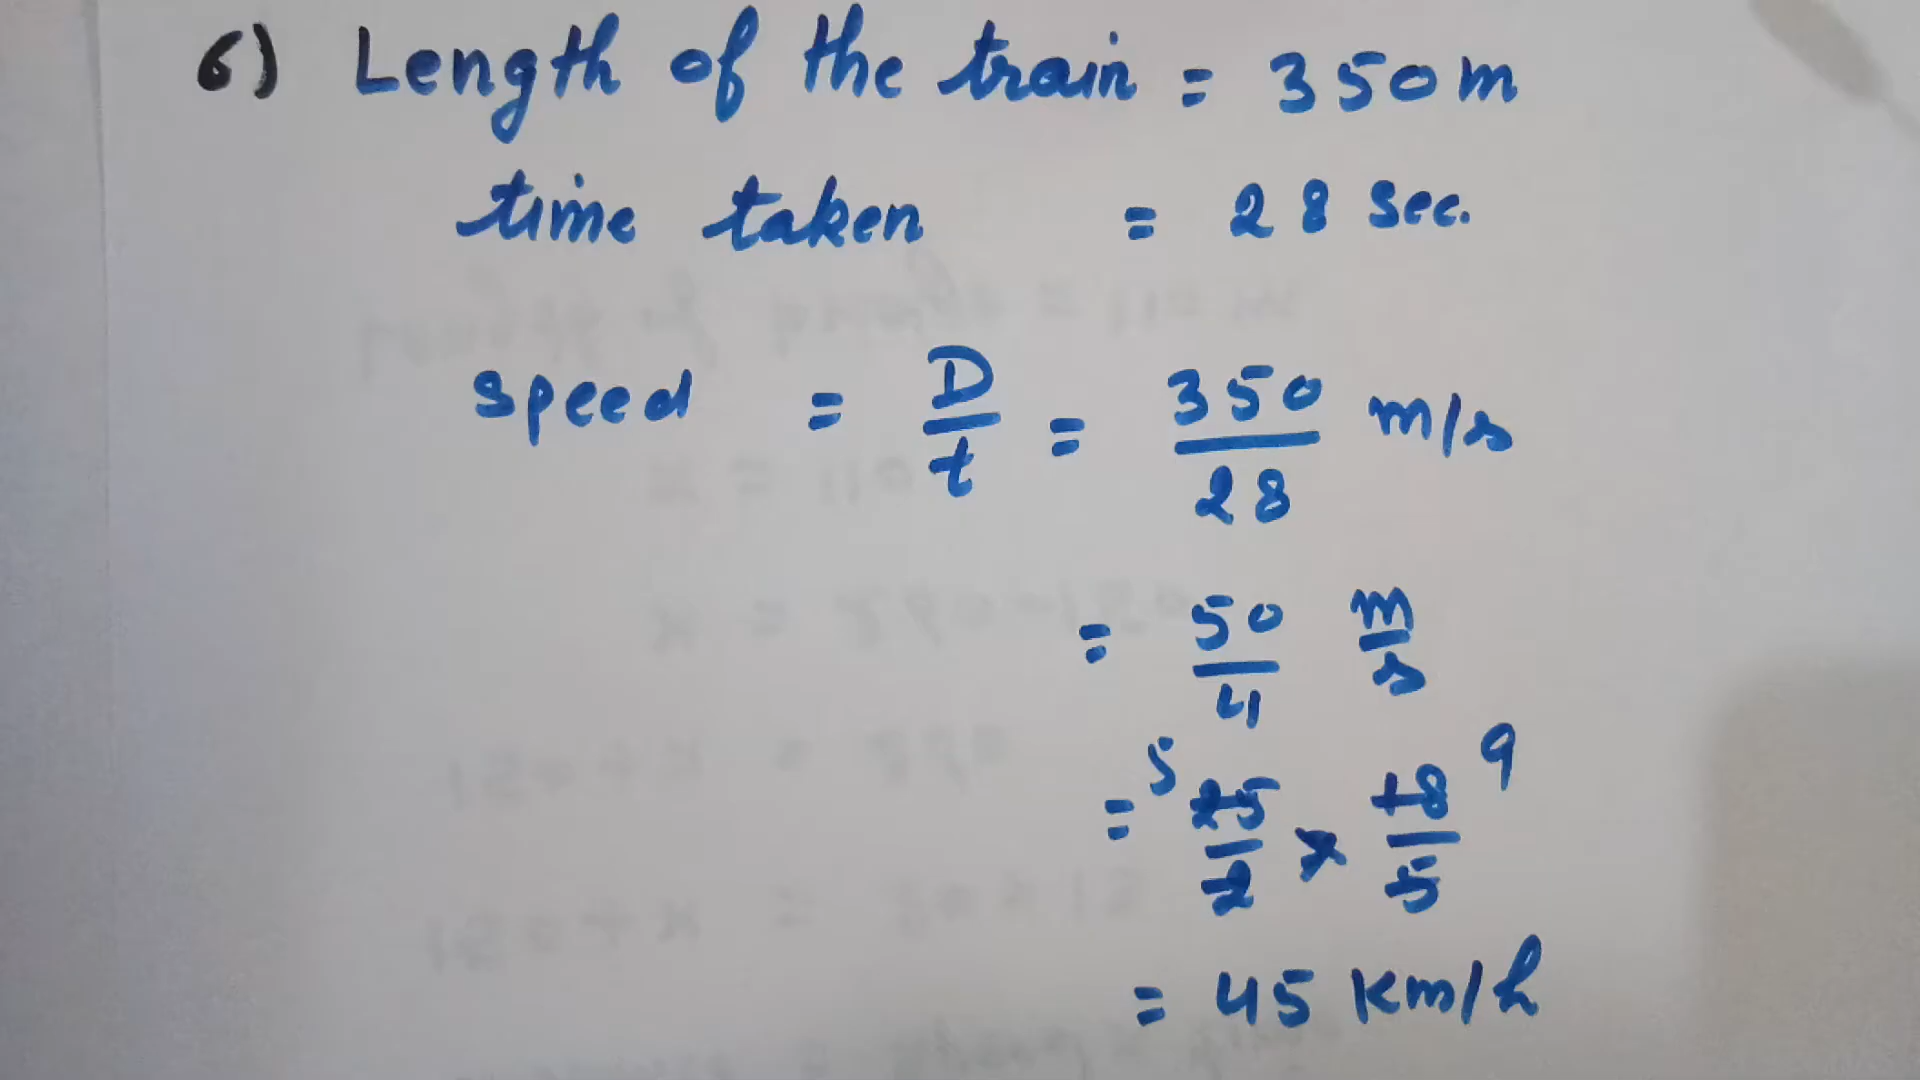 6) Length of the train = 350m
time taken = 28 sec.
speed = D/t = 350/28 m/s
= 50/4 m/s
= 5 25/2 × 18/5 9
= 45 Km/h